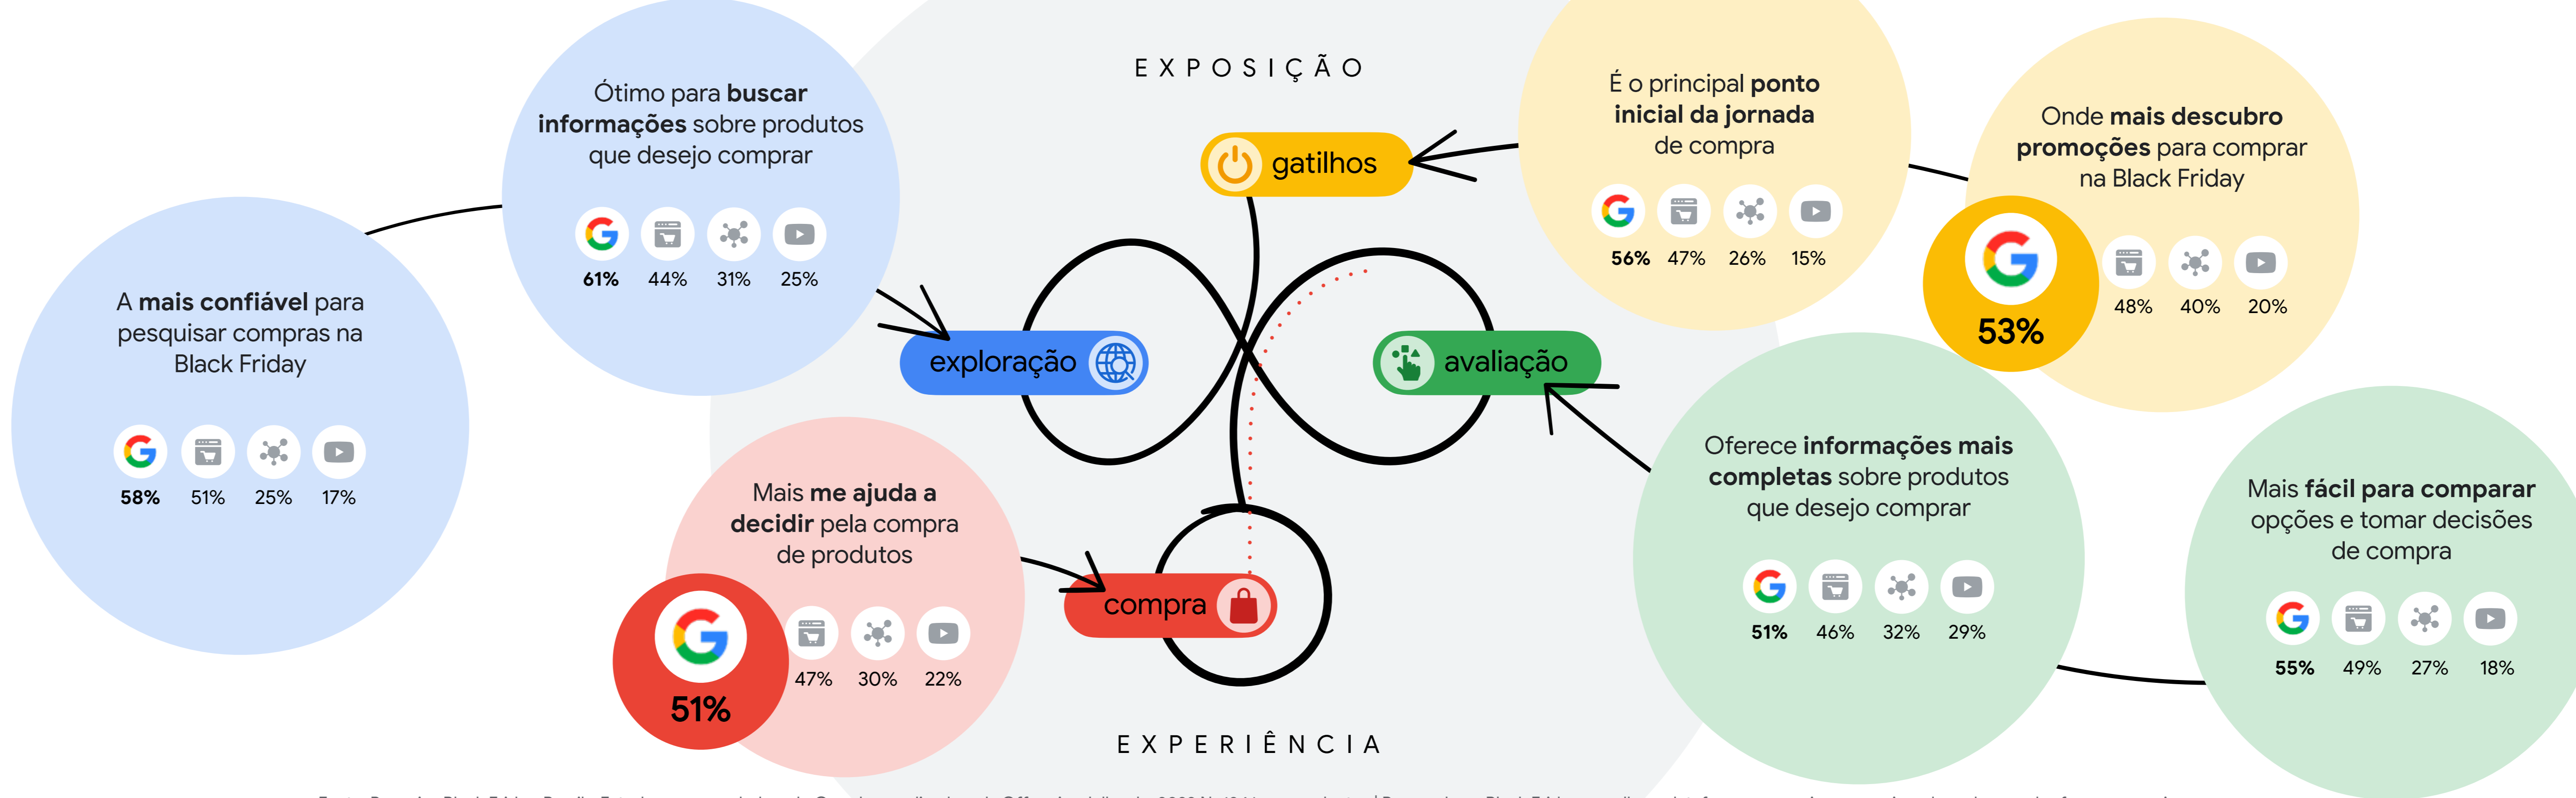 EXPOSIÇÃO
A mais confiável para
pesquisar compras na
Black Friday
58% 51% 25% 17%
Ótimo para buscar
informações sobre produtos
que desejo comprar
61% 44% 31% 25%
gatilhos
É o principal ponto
inicial da jornada
de compra
56% 47% 26% 15%
Onde mais descubro
promoções para comprar
na Black Friday
53% 48% 40% 20%
exploração
avaliação
Mais me ajuda a
decidir pela compra
de produtos
51% 47% 30% 22%
compra
Oferece informações mais
completas sobre produtos
que desejo comprar
51% 46% 32% 29%
Mais fácil para comparar
opções e tomar decisões
de compra
55% 49% 27% 18%
EXPERIÊNCIA